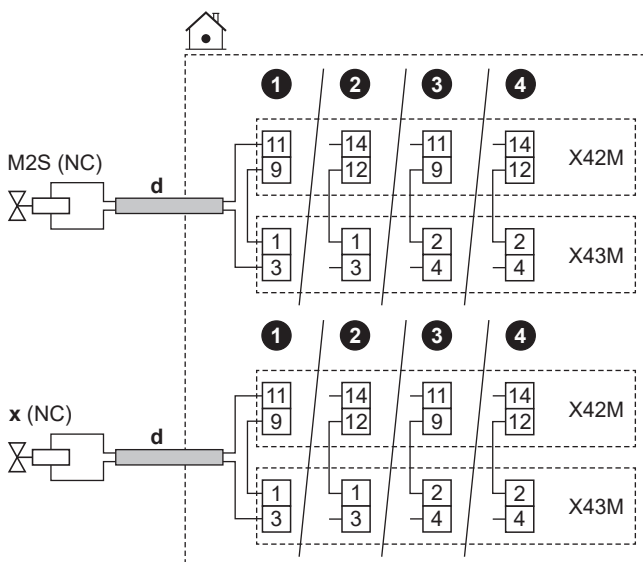 1 2 3 4
11 14 11 14
M2S (NC) 9 12 9 12 X42M
d
1 1 2 2
3 3 4 4 X43M
1 2 3 4
11 14 11 14
x (NC) 9 12 9 12 X42M
d
1 1 2 2
3 3 4 4 X43M